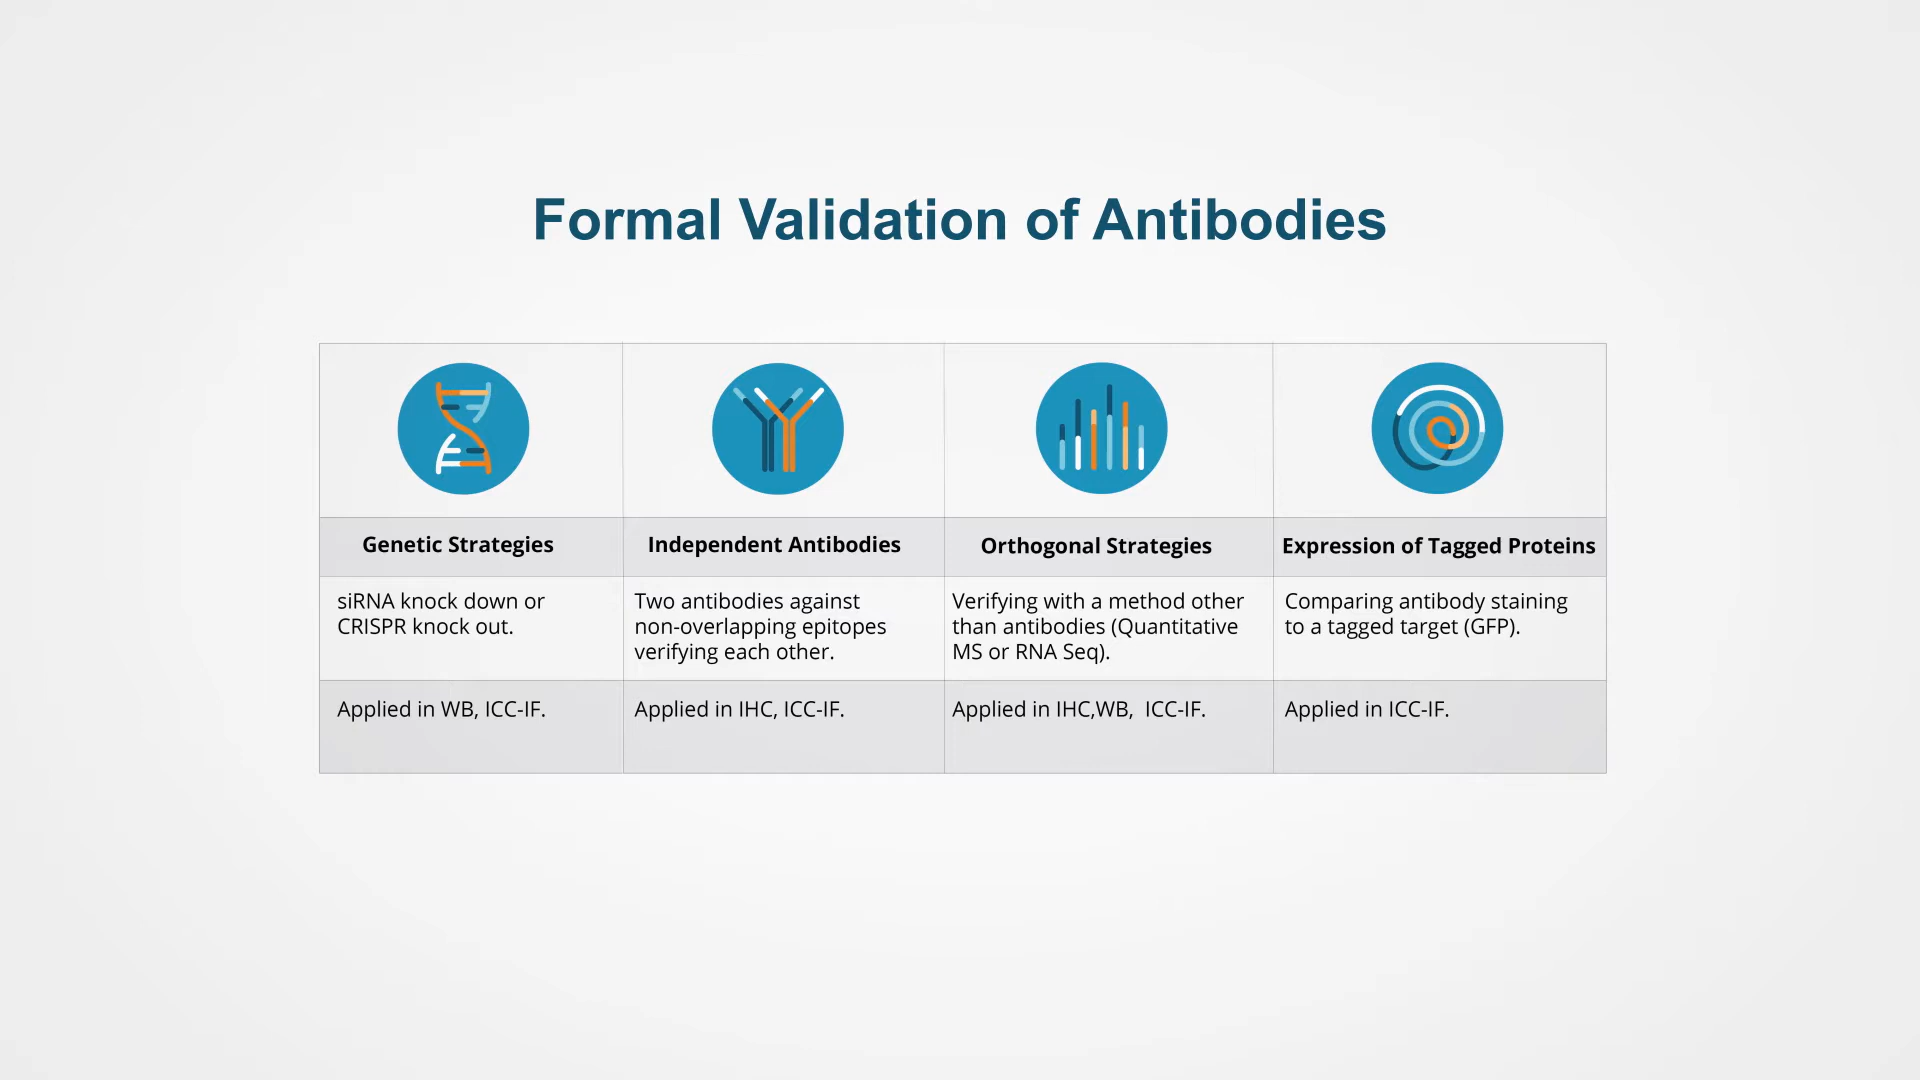 Formal Validation of Antibodies
Genetic Strategies
Independent Antibodies
Orthogonal Strategies
Expression of Tagged Proteins
siRNA knock down or
CRISPR knock out.
Two antibodies against
non-overlapping epitopes
verifying each other.
Verifying with a method other
than antibodies (Quantitative
MS or RNA Seq).
Comparing antibody staining
to a tagged target (GFP).
Applied in WB, ICC-IF.
Applied in IHC, ICC-IF.
Applied in IHC,WB,  ICC-IF.
Applied in ICC-IF.